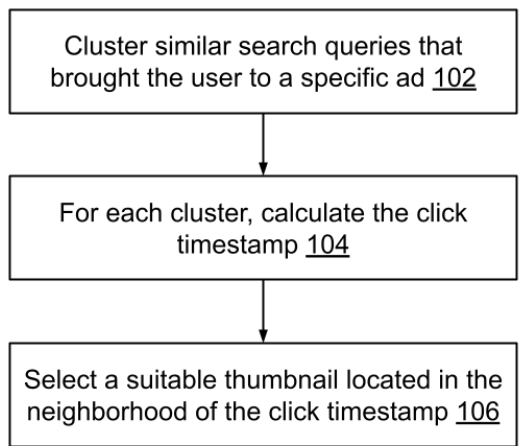 Cluster similar search queries that
brought the user to a specific ad 102
For each cluster, calculate the click
timestamp 104
Select a suitable thumbnail located in the
neighborhood of the click timestamp 106